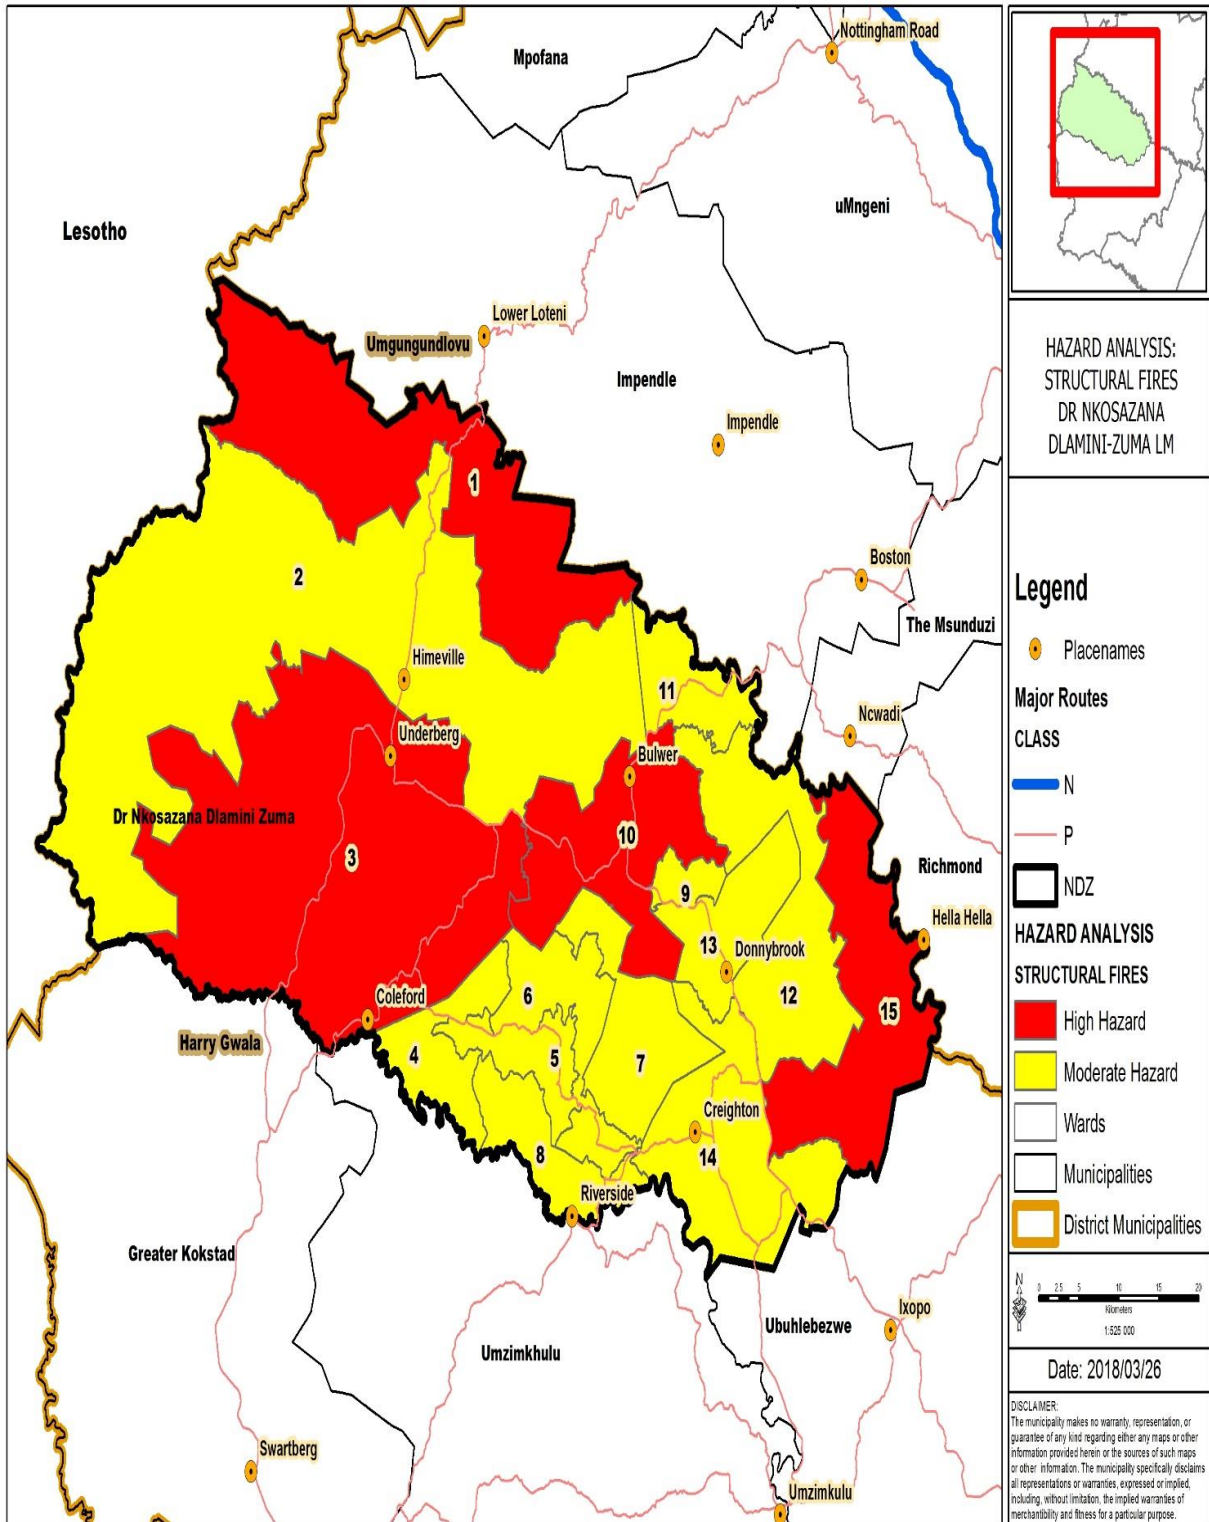 Nottingham Road
Mpofana
uMngeni
Lesotho
Lower Loteni
Umgungundlovu
Impendle
Impendle
1
2
Boston
The Msunduzi
Himeville
11
Ncwadi
Underberg
Bulwer
Dr Nkosazana Dlamini Zuma
10
3
Richmond
9
Hella Hella
13
Donnybrook
6
12
Coleford
15
Harry Gwala
4
5
7
Creighton
8
14
Riverside
Greater Kokstad
Ixopo
Ubuhlebezwe
Umzimkhulu
Swartberg
Umzimkulu
HAZARD ANALYSIS:
STRUCTURAL FIRES
DR NKOSAZANA
DLAMINI-ZUMA LM
Legend
Placenames
Major Routes
CLASS
N
P
NDZ
HAZARD ANALYSIS
STRUCTURAL FIRES
High Hazard
Moderate Hazard
Wards
Municipalities
District Municipalities
N
0 2.5 5 10 15 20
Kilometers
1:525 000
Date: 2018/03/26
DISCLAIMER:
The municipality makes no warranty, representation, or
guarantee of any kind regarding either any maps or other
information provided herein or the sources of such maps
or other information. The municipality specifically disclaims
all representations or warranties, expressed or implied,
including, without limitation, the implied warranties of
merchantibility and fitness for a particular purpose.